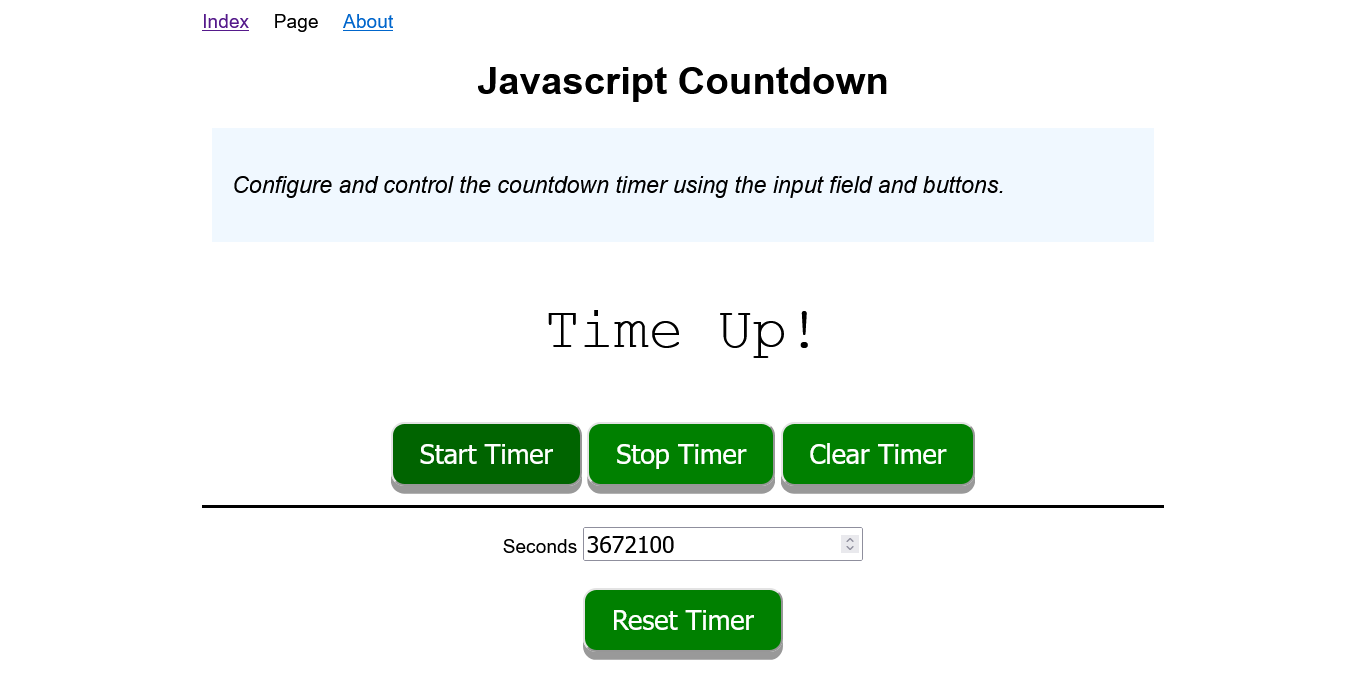 Index Page About
Javascript Countdown
Configure and control the countdown timer using the input field and buttons.
Time Up!
Start Timer Stop Timer Clear Timer
Seconds 3672100
Reset Timer